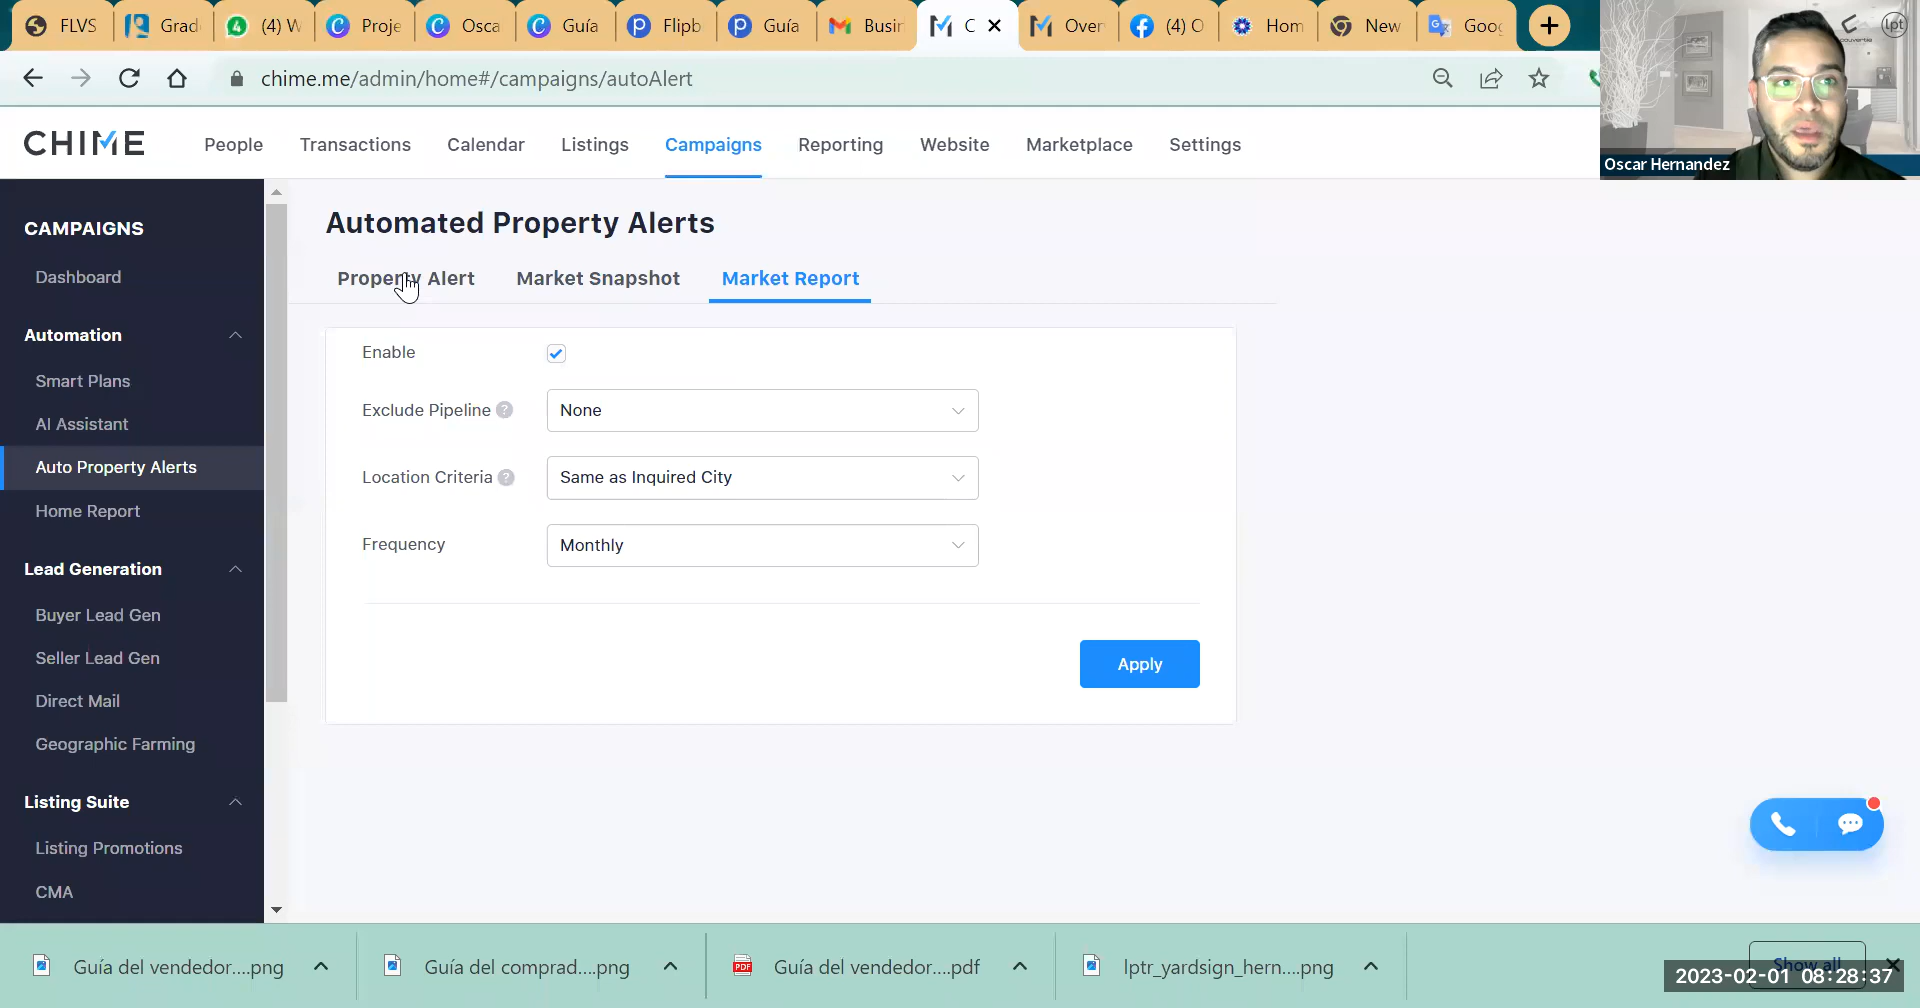 FLVS
Grad
(4) W
Proje
Osca
Guía
Flipb
Guía
Busir
C
Over
(4) O
Hom
New
Goog
chime.me/admin/home#/campaigns/autoAlert
CHIME
People
Transactions
Calendar
Listings
Campaigns
Reporting
Website
Marketplace
Settings
lpt
Oscar Hernandez
CAMPAIGNS
Dashboard
Automation
Smart Plans
AI Assistant
Auto Property Alerts
Home Report
Lead Generation
Buyer Lead Gen
Seller Lead Gen
Direct Mail
Geographic Farming
Listing Suite
Listing Promotions
CMA
Automated Property Alerts
Property Alert
Market Snapshot
Market Report
Enable
Exclude Pipeline ?
None
Location Criteria ?
Same as Inquired City
Frequency
Monthly
Apply
Guía del vendedor....png
Guía del comprad....png
PDF
Guía del vendedor....pdf
lptr_yardsign_hern....png
Show all
2023-02-01 08:28:37